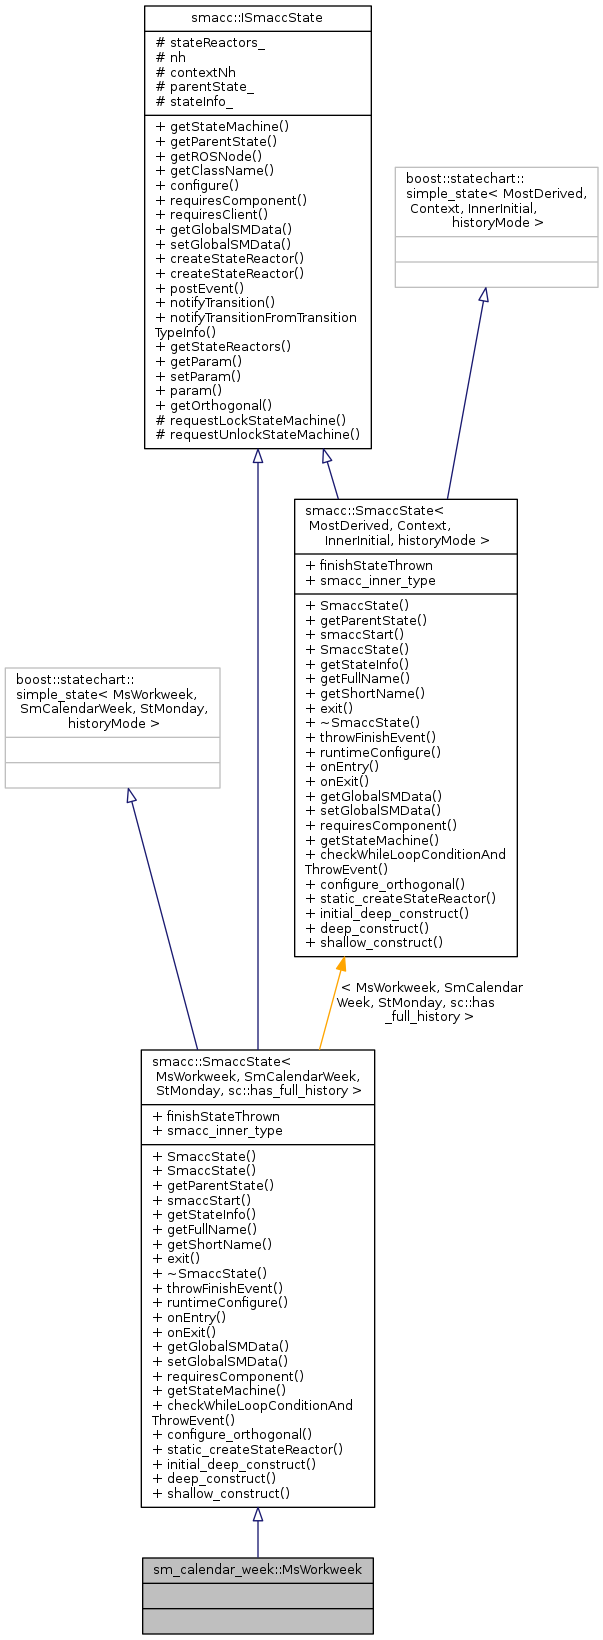 smacc::ISmaccState
# stateReactors_
# nh
# contextNh
# parentState_
# stateInfo_
+ getStateMachine()
+ getParentState()
+ getROSNode()
+ getClassName()
+ configure()
+ requiresComponent()
+ requiresClient()
+ getGlobalSMData()
+ setGlobalSMData()
+ createStateReactor()
+ createStateReactor()
+ postEvent()
+ notifyTransition()
+ notifyTransitionFromTransition
TypeInfo()
+ getStateReactors()
+ getParam()
+ setParam()
+ param()
+ getOrthogonal()
# requestLockStateMachine()
# requestUnlockStateMachine()
boost::statechart::
simple_state< MostDerived,
Context, InnerInitial,
historyMode >
smacc::SmaccState<
MostDerived, Context,
InnerInitial, historyMode >
+ finishStateThrown
+ smacc_inner_type
+ SmaccState()
+ getParentState()
+ smaccStart()
+ SmaccState()
+ getStateInfo()
+ getFullName()
+ getShortName()
+ exit()
+ ~SmaccState()
+ throwFinishEvent()
+ runtimeConfigure()
+ onEntry()
+ onExit()
+ getGlobalSMData()
+ setGlobalSMData()
+ requiresComponent()
+ getStateMachine()
+ checkWhileLoopConditionAnd
ThrowEvent()
+ configure_orthogonal()
+ static_createStateReactor()
+ initial_deep_construct()
+ deep_construct()
+ shallow_construct()
boost::statechart::
simple_state< MsWorkweek,
SmCalendarWeek, StMonday,
historyMode >
< MsWorkweek, SmCalendar
Week, StMonday, sc::has
_full_history >
smacc::SmaccState<
MsWorkweek, SmCalendarWeek,
StMonday, sc::has_full_history >
+ finishStateThrown
+ smacc_inner_type
+ SmaccState()
+ SmaccState()
+ getParentState()
+ smaccStart()
+ getStateInfo()
+ getFullName()
+ getShortName()
+ exit()
+ ~SmaccState()
+ throwFinishEvent()
+ runtimeConfigure()
+ onEntry()
+ onExit()
+ getGlobalSMData()
+ setGlobalSMData()
+ requiresComponent()
+ getStateMachine()
+ checkWhileLoopConditionAnd
ThrowEvent()
+ configure_orthogonal()
+ static_createStateReactor()
+ initial_deep_construct()
+ deep_construct()
+ shallow_construct()
sm_calendar_week::MsWorkweek